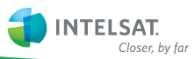 INTELSAT.
Closer, by far